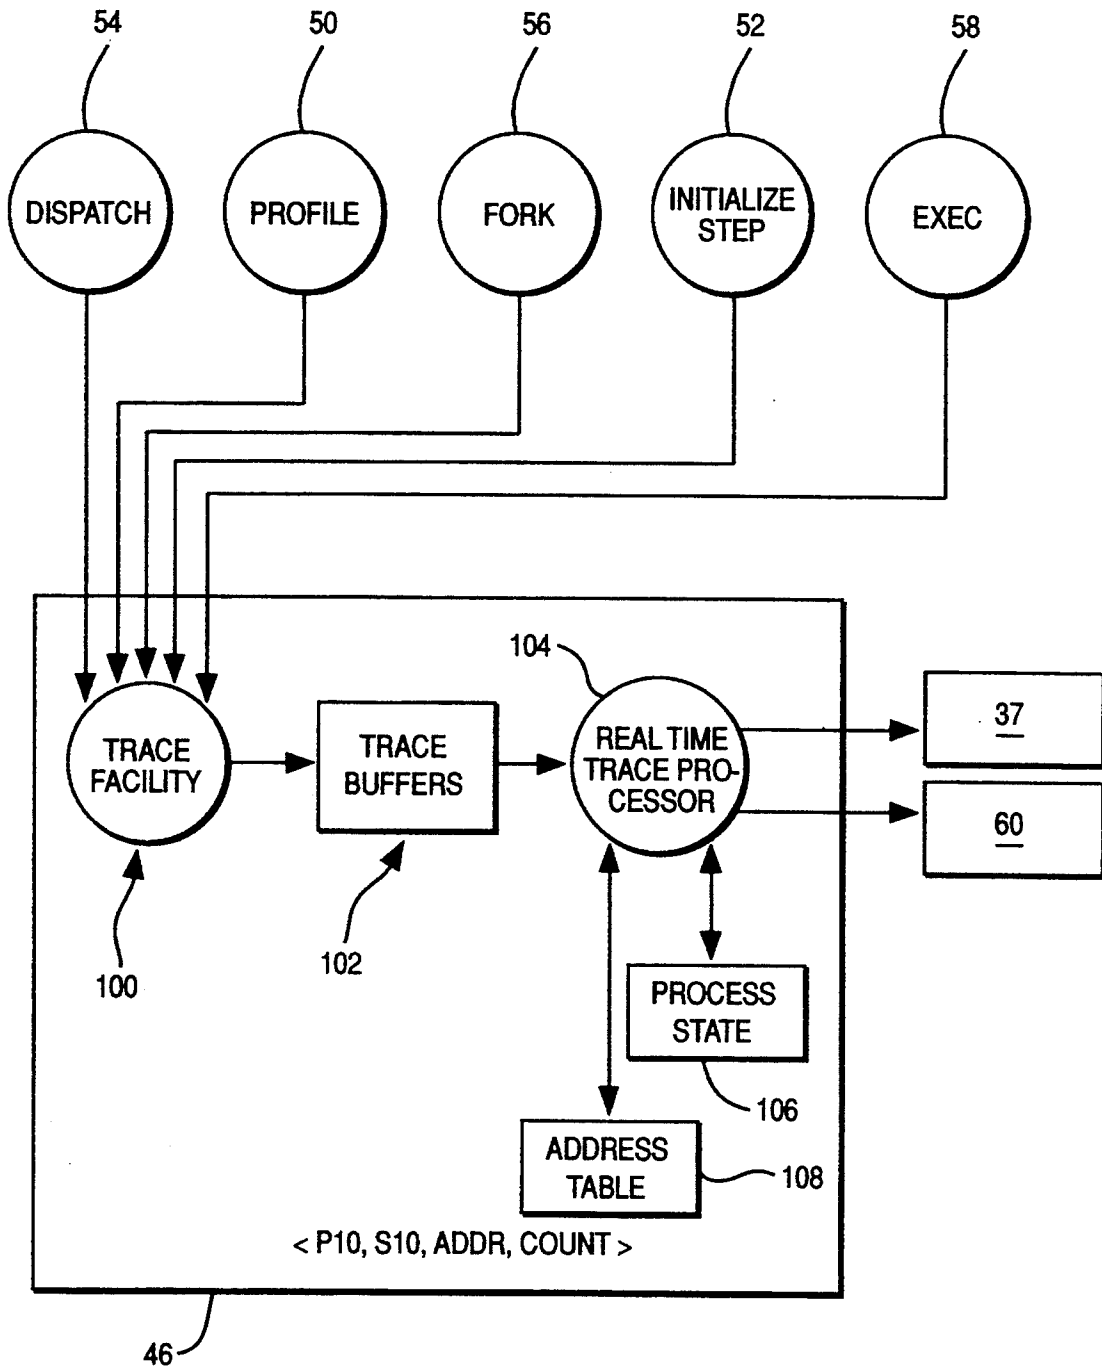 54
50
56
52
58
DISPATCH
PROFILE
FORK
INITIALIZE
STEP
EXEC
104
TRACE
FACILITY
TRACE
BUFFERS
REAL TIME
TRACE PRO-
CESSOR
37
60
100
102
PROCESS
STATE
106
ADDRESS
TABLE
108
< P10, S10, ADDR, COUNT >
46